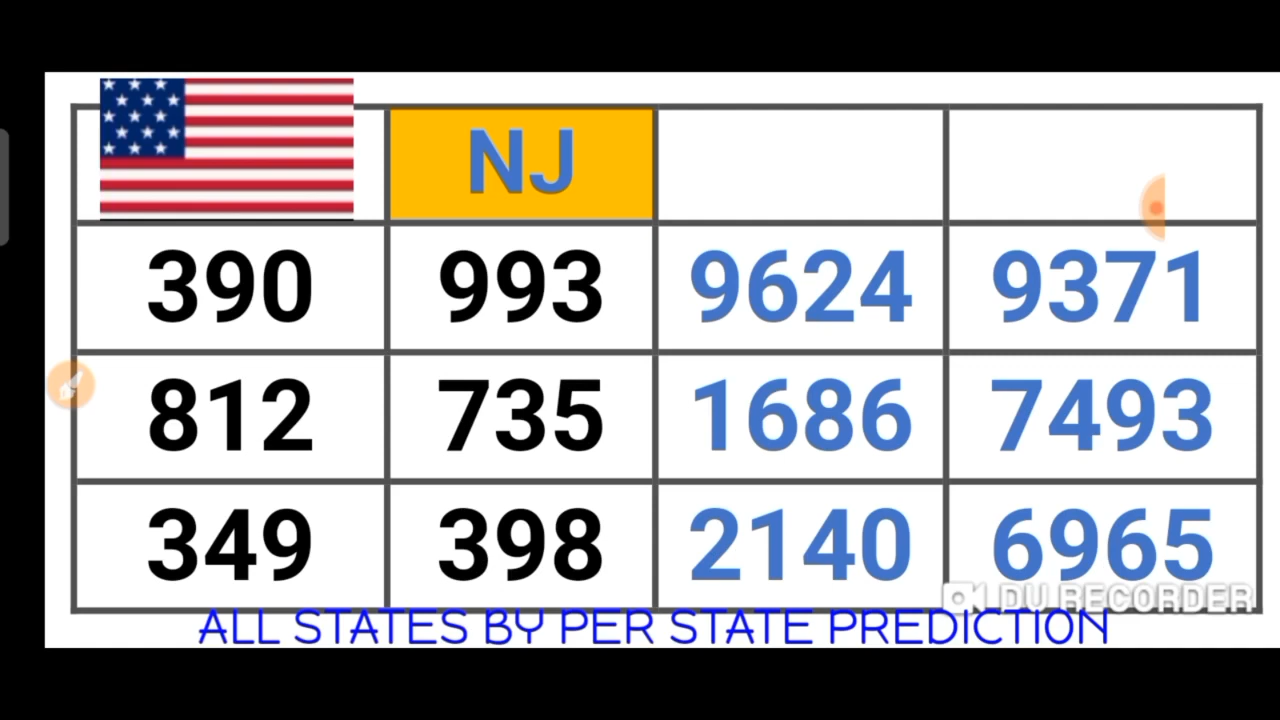 NJ
390 993 9624 9371
812 735 1686 7493
349 398 2140 6965
DU RECORDER
ALL STATES BY PER STATE PREDICTION